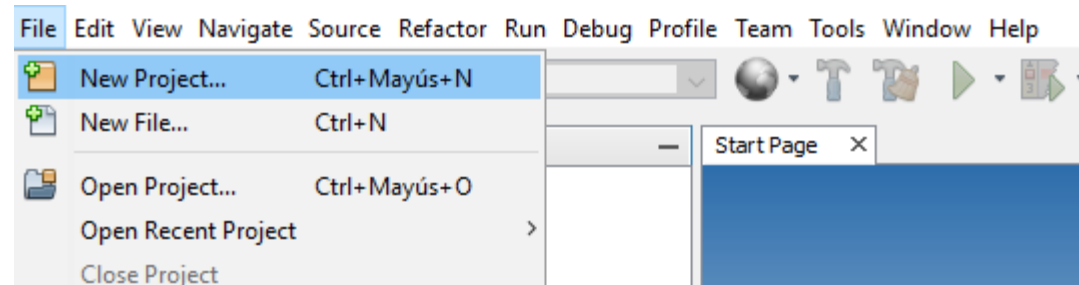 File Edit View Navigate Source Refactor Run Debug Profile Team Tools Window Help
New Project... Ctrl+Mayús+N
New File... Ctrl+N
Start Page
Open Project... Ctrl+Mayús+O
Open Recent Project
Close Project